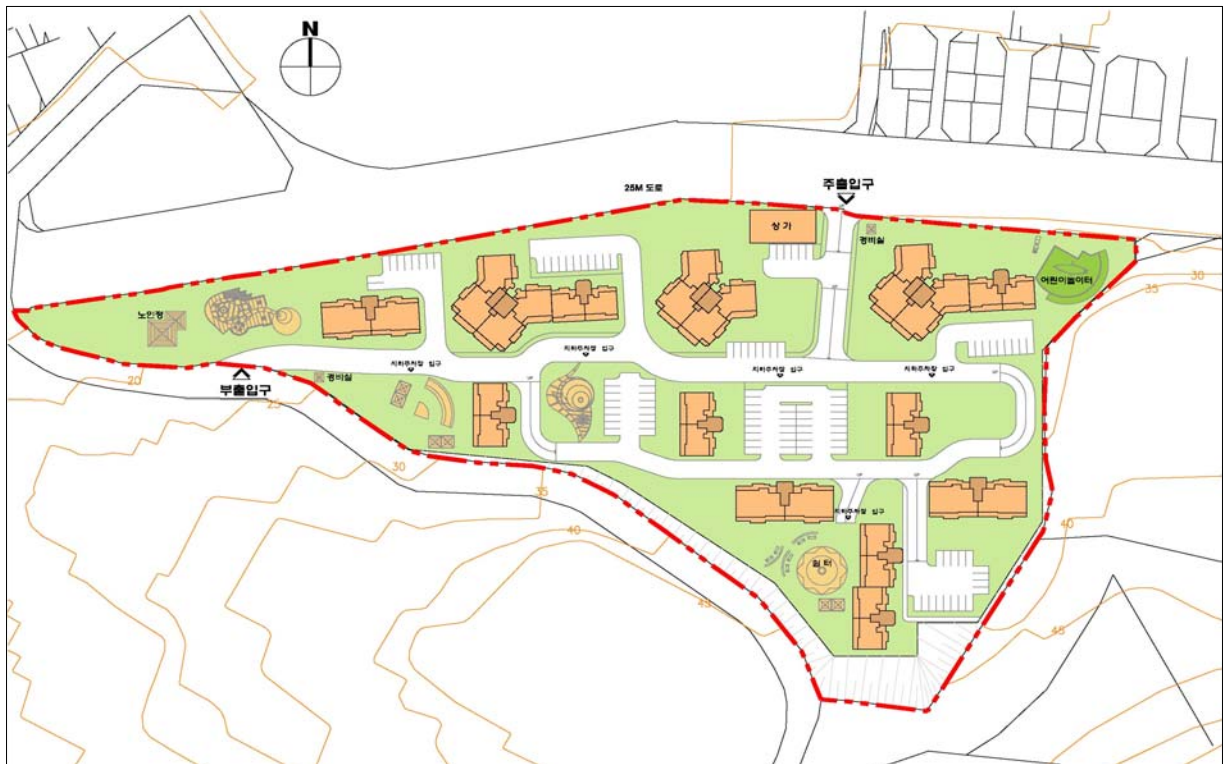 N
25M 도로
주출입구
상 가
경비실
어린이놀이터
30
35
노인정
지하주차장 입구
지하주차장 입구
지하주차장 입구
지하주차장 입구
20
부출입구
경비실
25
30
35
40
40
지하주차장 입구
쉼 터
45
45